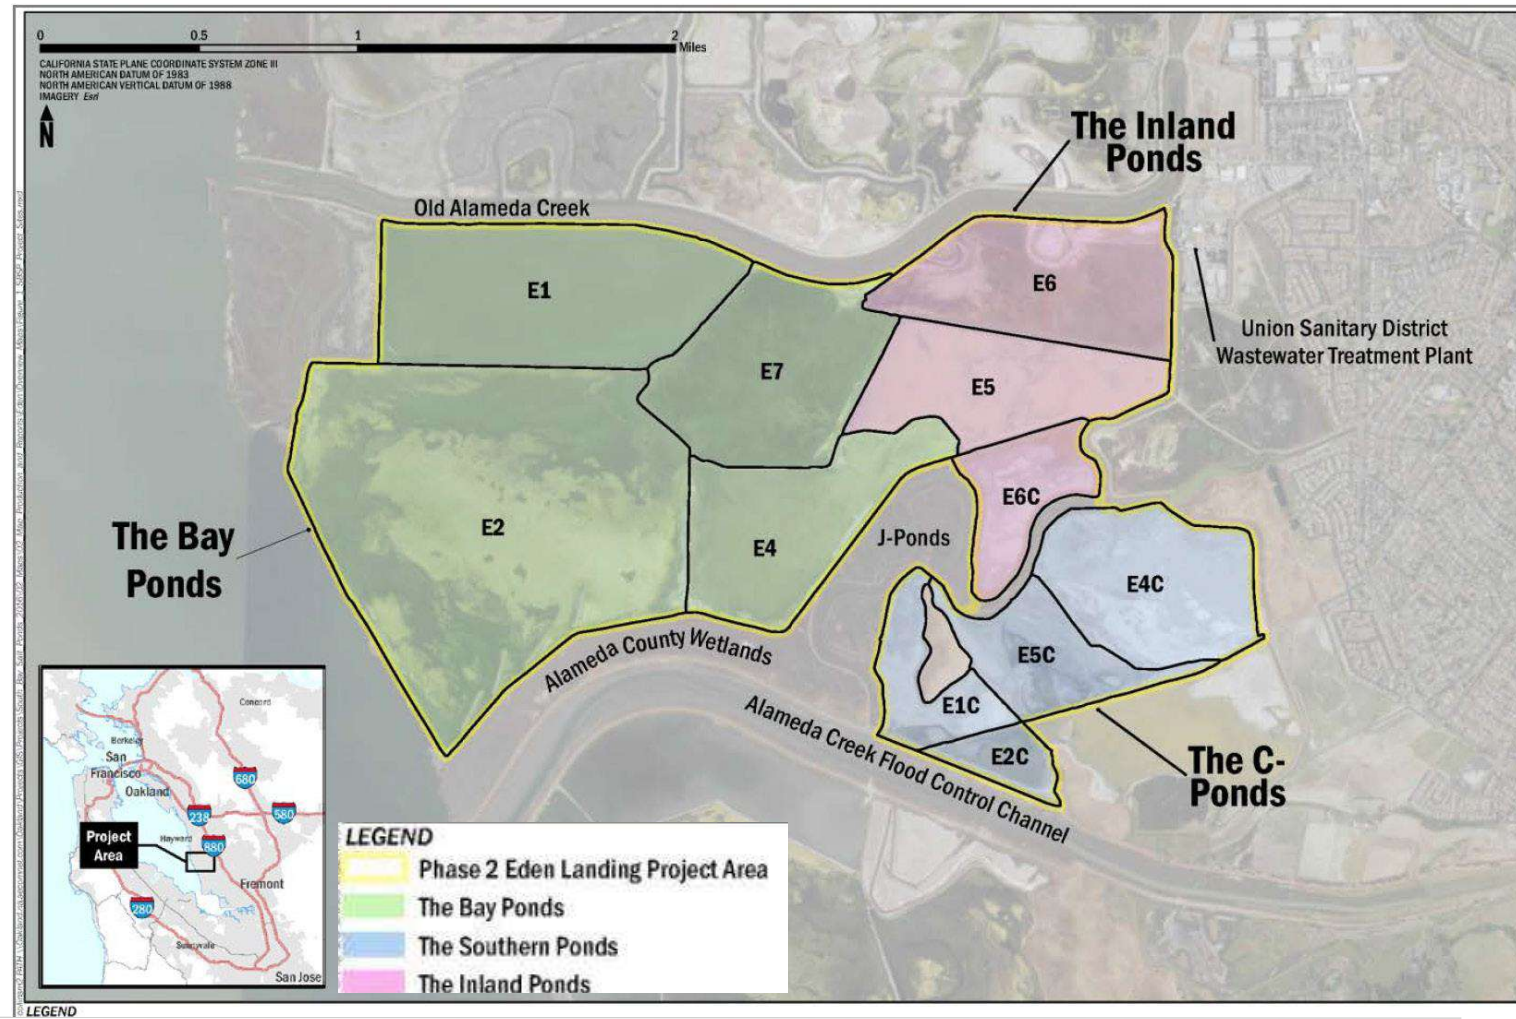 0 0.5 1 2 Miles
CALIFORNIA STATE PLANE COORDINATE SYSTEM ZONE III
NORTH AMERICAN DATUM OF 1983
NORTH AMERICAN VERTICAL DATUM OF 1988
IMAGERY Esri
N
The Inland
Ponds
Old Alameda Creek
E1
E6
Union Sanitary District
Wastewater Treatment Plant
E7
E5
E6C
E2
The Bay
Ponds
J-Ponds
E4
E4C
Alameda County Wetlands
E5C
E1C
Alameda Creek Flood Control Channel
E2C
The C-
Ponds
Concord
Berkeley
San
Francisco
Oakland
680
238
580
Project
Area
Hayward
880
Fremont
280
Sunnyvale
San Jose
LEGEND
Phase 2 Eden Landing Project Area
The Bay Ponds
The Southern Ponds
The Inland Ponds
LEGEND